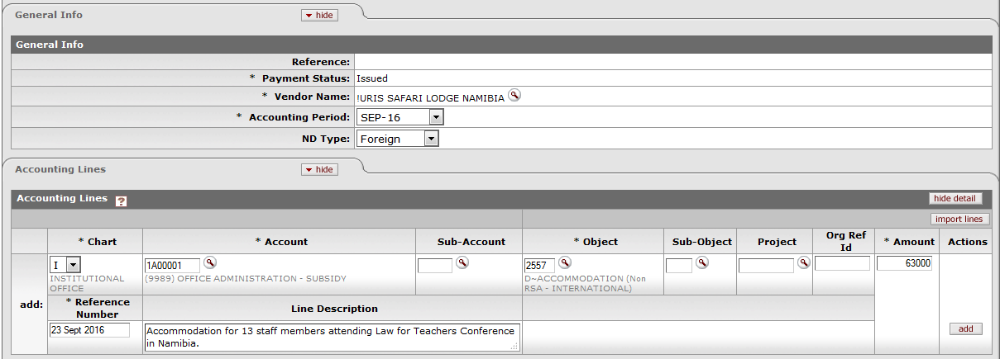 General Info hide
General Info
Reference:
* Payment Status: Issued
* Vendor Name: !URIS SAFARI LODGE NAMIBIA
* Accounting Period: SEP-16
ND Type: Foreign
Accounting Lines hide
Accounting Lines ? hide detail
import lines
* Chart * Account Sub-Account * Object Sub-Object Project Org Ref Id * Amount Actions
add: I 1A00001 2557 63000
INSTITUTIONAL OFFICE (9989) OFFICE ADMINISTRATION - SUBSIDY D~ACCOMMODATION (Non RSA - INTERNATIONAL)
* Reference Number Line Description
23 Sept 2016 Accommodation for 13 staff members attending Law for Teachers Conference
in Namibia.
add